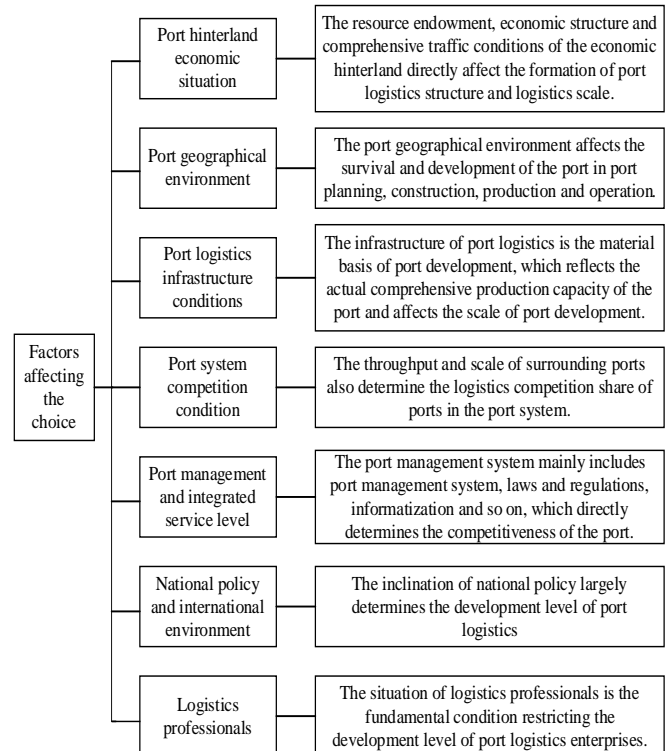 Factors
affecting
the
choice
Port hinterland
economic
situation
The resource endowment, economic structure and
comprehensive traffic conditions of the economic
hinterland directly affect the formation of port
logistics structure and logistics scale.
Port geographical
environment
The port geographical environment affects the
survival and development of the port in port
planning, construction, production and operation.
Port logistics
infrastructure
conditions
The infrastructure of port logistics is the material
basis of port development, which reflects the
actual comprehensive production capacity of the
port and affects the scale of port development.
Port system
competition
condition
The throughput and scale of surrounding ports
also determine the logistics competition share of
ports in the port system.
Port management
and integrated
service level
The port management system mainly includes
port management system, laws and regulations,
informatization and so on, which directly
determines the competitiveness of the port.
National policy
and international
environment
The inclination of national policy largely
determines the development level of port
logistics
Logistics
professionals
The situation of logistics professionals is the
fundamental condition restricting the
development level of port logistics enterprises.